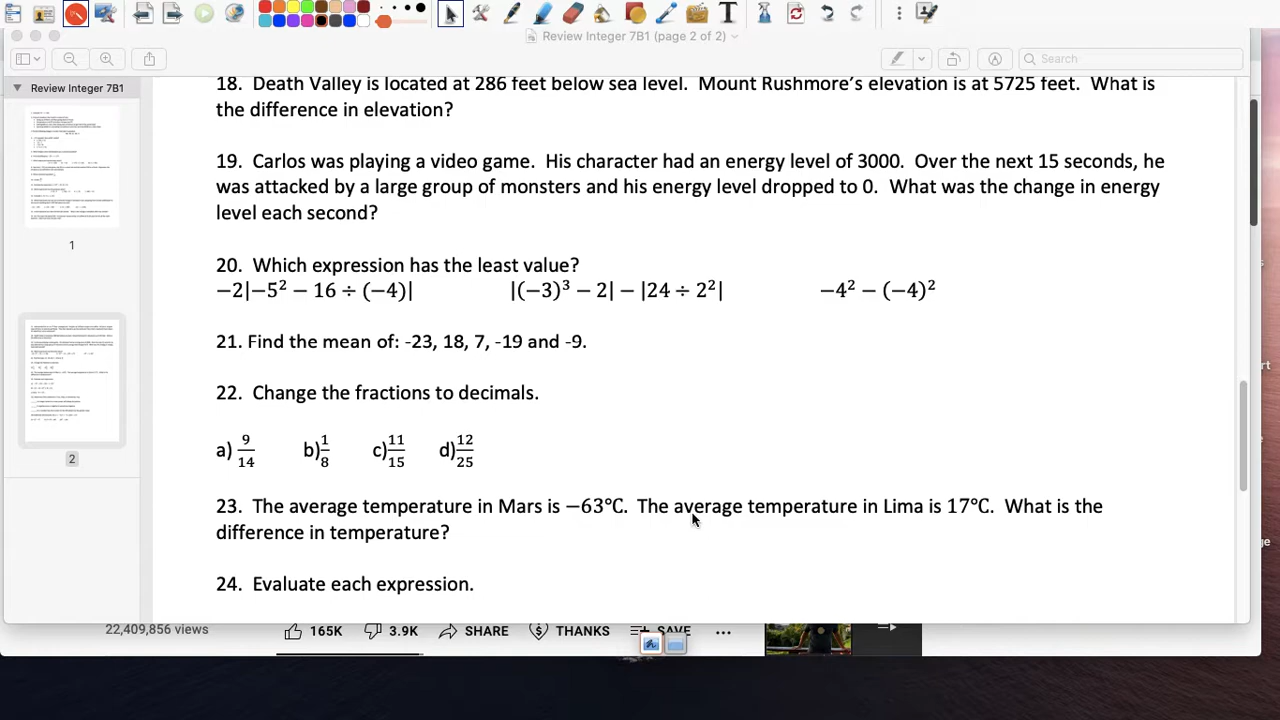 Review Integer 7B1 (page 2 of 2)
Search
Review Integer 7B1
1
2
18. Death Valley is located at 286 feet below sea level. Mount Rushmore’s elevation is at 5725 feet. What is
the difference in elevation?
19. Carlos was playing a video game. His character had an energy level of 3000. Over the next 15 seconds, he
was attacked by a large group of monsters and his energy level dropped to 0. What was the change in energy
level each second?
20. Which expression has the least value?
−2|−5² − 16 ÷ (−4)| |(−3)³ − 2| − |24 ÷ 2²| −4² − (−4)²
21. Find the mean of: -23, 18, 7, -19 and -9.
22. Change the fractions to decimals.
a) 9/14 b) 1/8 c) 11/15 d) 12/25
23. The average temperature in Mars is −63°C. The average temperature in Lima is 17°C. What is the
difference in temperature?
24. Evaluate each expression.
22,409,856 views 165K 3.9K SHARE THANKS SAVE